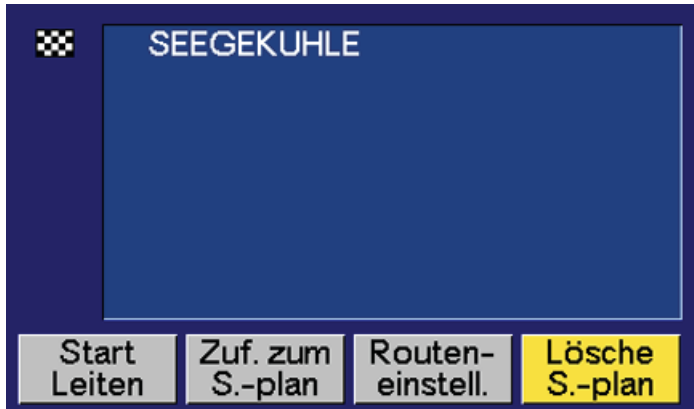 SEEGEKUHLE
Start
Leiten
Zuf. zum
S.-plan
Routen-
einstell.
Lösche
S.-plan